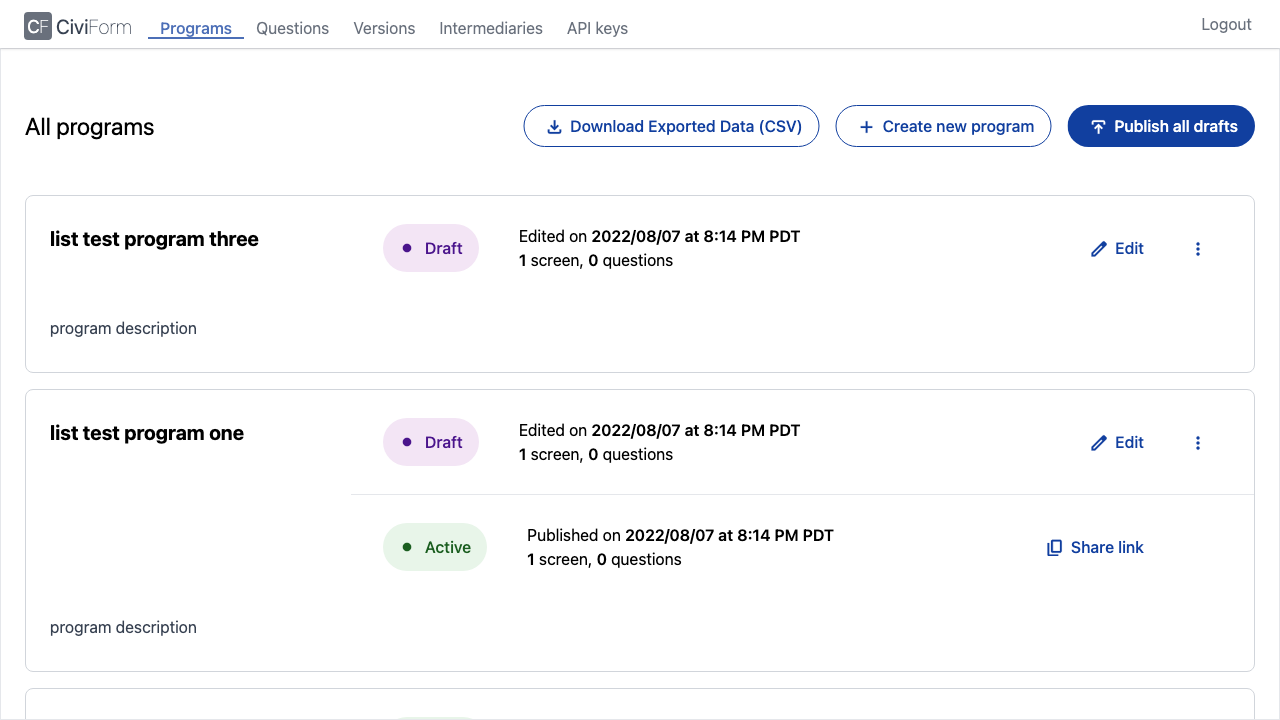 CF CiviForm
Programs
Questions
Versions
Intermediaries
API keys
Logout
All programs
Download Exported Data (CSV)
Create new program
Publish all drafts
list test program three
Draft
Edited on 2022/08/07 at 8:14 PM PDT
1 screen, 0 questions
Edit
program description
list test program one
Draft
Edited on 2022/08/07 at 8:14 PM PDT
1 screen, 0 questions
Edit
Active
Published on 2022/08/07 at 8:14 PM PDT
1 screen, 0 questions
Share link
program description